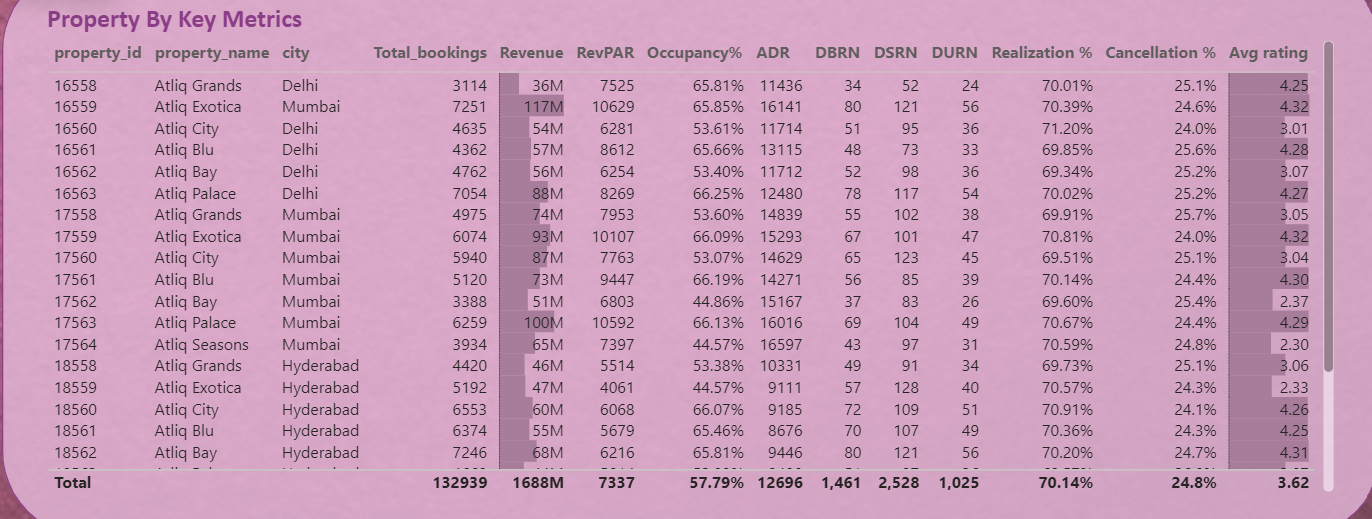 Property By Key Metrics
property_id property_name city Total_bookings Revenue RevPAR Occupancy% ADR DBRN DSRN DURN Realization % Cancellation % Avg rating
16558 Atliq Grands Delhi 3114 36M 7525 65.81% 11436 34 52 24 70.01% 25.1% 4.25
16559 Atliq Exotica Mumbai 7251 117M 10629 65.85% 16141 80 121 56 70.39% 24.6% 4.32
16560 Atliq City Delhi 4635 54M 6281 53.61% 11714 51 95 36 71.20% 24.0% 3.01
16561 Atliq Blu Delhi 4362 57M 8612 65.66% 13115 48 73 33 69.85% 25.6% 4.28
16562 Atliq Bay Delhi 4762 56M 6254 53.40% 11712 52 98 36 69.34% 25.2% 3.07
16563 Atliq Palace Delhi 7054 88M 8269 66.25% 12480 78 117 54 70.02% 25.2% 4.27
17558 Atliq Grands Mumbai 4975 74M 7953 53.60% 14839 55 102 38 69.91% 25.7% 3.05
17559 Atliq Exotica Mumbai 6074 93M 10107 66.09% 15293 67 101 47 70.81% 24.0% 4.32
17560 Atliq City Mumbai 5940 87M 7763 53.07% 14629 65 123 45 69.51% 25.1% 3.04
17561 Atliq Blu Mumbai 5120 73M 9447 66.19% 14271 56 85 39 70.14% 24.4% 4.30
17562 Atliq Bay Mumbai 3388 51M 6803 44.86% 15167 37 83 26 69.60% 25.4% 2.37
17563 Atliq Palace Mumbai 6259 100M 10592 66.13% 16016 69 104 49 70.67% 24.4% 4.29
17564 Atliq Seasons Mumbai 3934 65M 7397 44.57% 16597 43 97 31 70.59% 24.8% 2.30
18558 Atliq Grands Hyderabad 4420 46M 5514 53.38% 10331 49 91 34 69.73% 25.1% 3.06
18559 Atliq Exotica Hyderabad 5192 47M 4061 44.57% 9111 57 128 40 70.57% 24.3% 2.33
18560 Atliq City Hyderabad 6553 60M 6068 66.07% 9185 72 109 51 70.91% 24.1% 4.26
18561 Atliq Blu Hyderabad 6374 55M 5679 65.46% 8676 70 107 49 70.36% 24.3% 4.25
18562 Atliq Bay Hyderabad 7246 68M 6216 65.81% 9446 80 121 56 70.20% 24.7% 4.31
Total 132939 1688M 7337 57.79% 12696 1,461 2,528 1,025 70.14% 24.8% 3.62